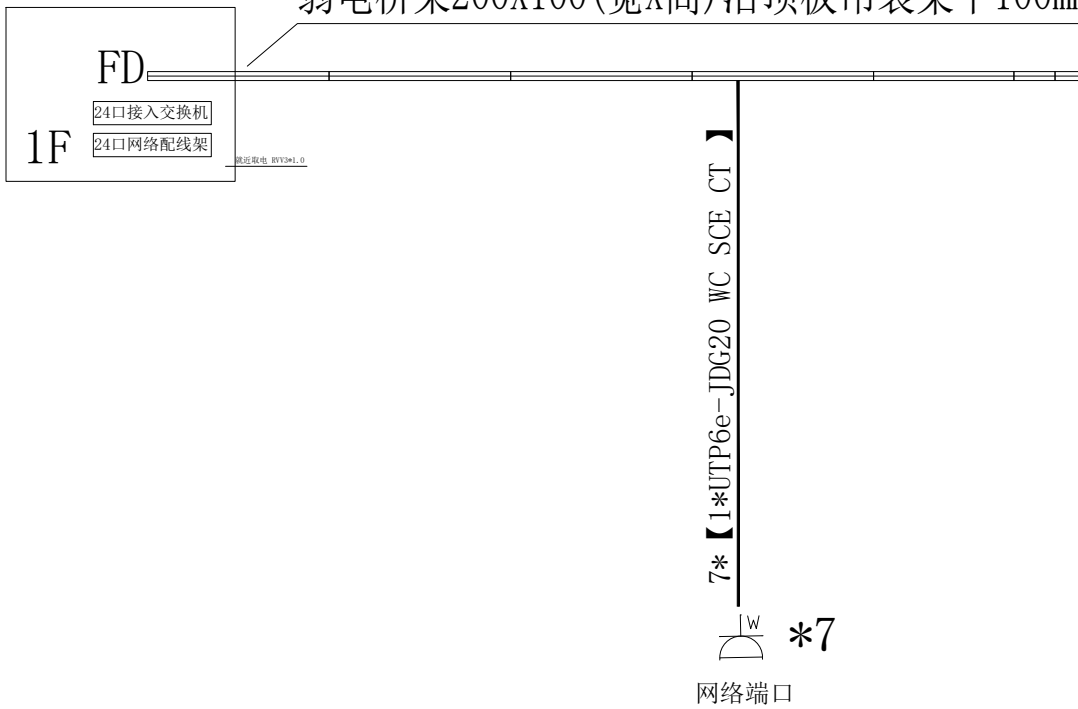 弱电桥架200X100(宽X高)沿顶板吊装梁下100mm
FD
24口接入交换机
1F
24口网络配线架
就近取电 RVV3*1.0
7*【1*UTP6e-JDG20 WC SCE CT 】
W
*7
网络端口